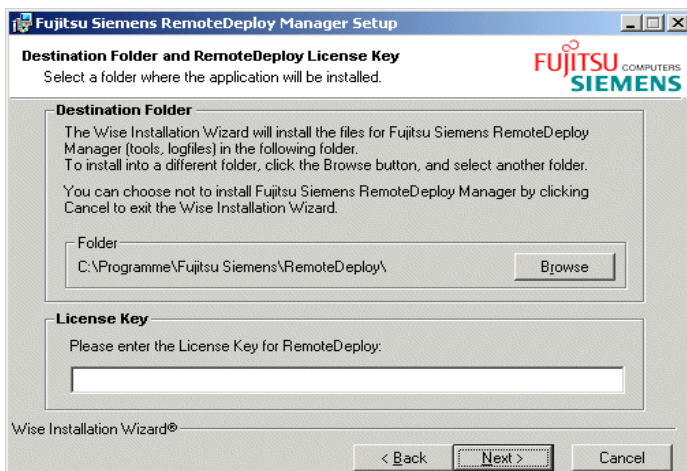 Fujitsu Siemens RemoteDeploy Manager Setup
Destination Folder and RemoteDeploy License Key
Select a folder where the application will be installed.
FUJITSU COMPUTERS
SIEMENS
Destination Folder
The Wise Installation Wizard will install the files for Fujitsu Siemens RemoteDeploy
Manager (tools, logfiles) in the following folder.
To install into a different folder, click the Browse button, and select another folder.
You can choose not to install Fujitsu Siemens RemoteDeploy Manager by clicking
Cancel to exit the Wise Installation Wizard.
Folder
C:\Programme\Fujitsu Siemens\RemoteDeploy\
Browse
License Key
Please enter the License Key for RemoteDeploy:
Wise Installation Wizard®
< Back
Next >
Cancel